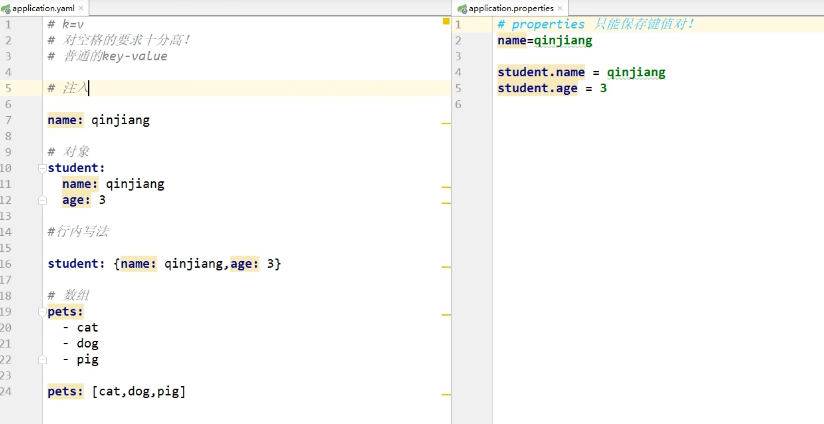 application.yaml
1 # k=v
2 # 对空格的要求十分高!
3 # 普通的key-value
4
5 # 注入
6
7 name: qinjiang
8
9 # 对象
10 student:
11 name: qinjiang
12 age: 3
13
14 #行内写法
15
16 student: {name: qinjiang,age: 3}
17
18 # 数组
19 pets:
20 - cat
21 - dog
22 - pig
23
24 pets: [cat,dog,pig]
application.properties
1 # properties 只能保存键值对!
2 name=qinjiang
3
4 student.name = qinjiang
5 student.age = 3
6